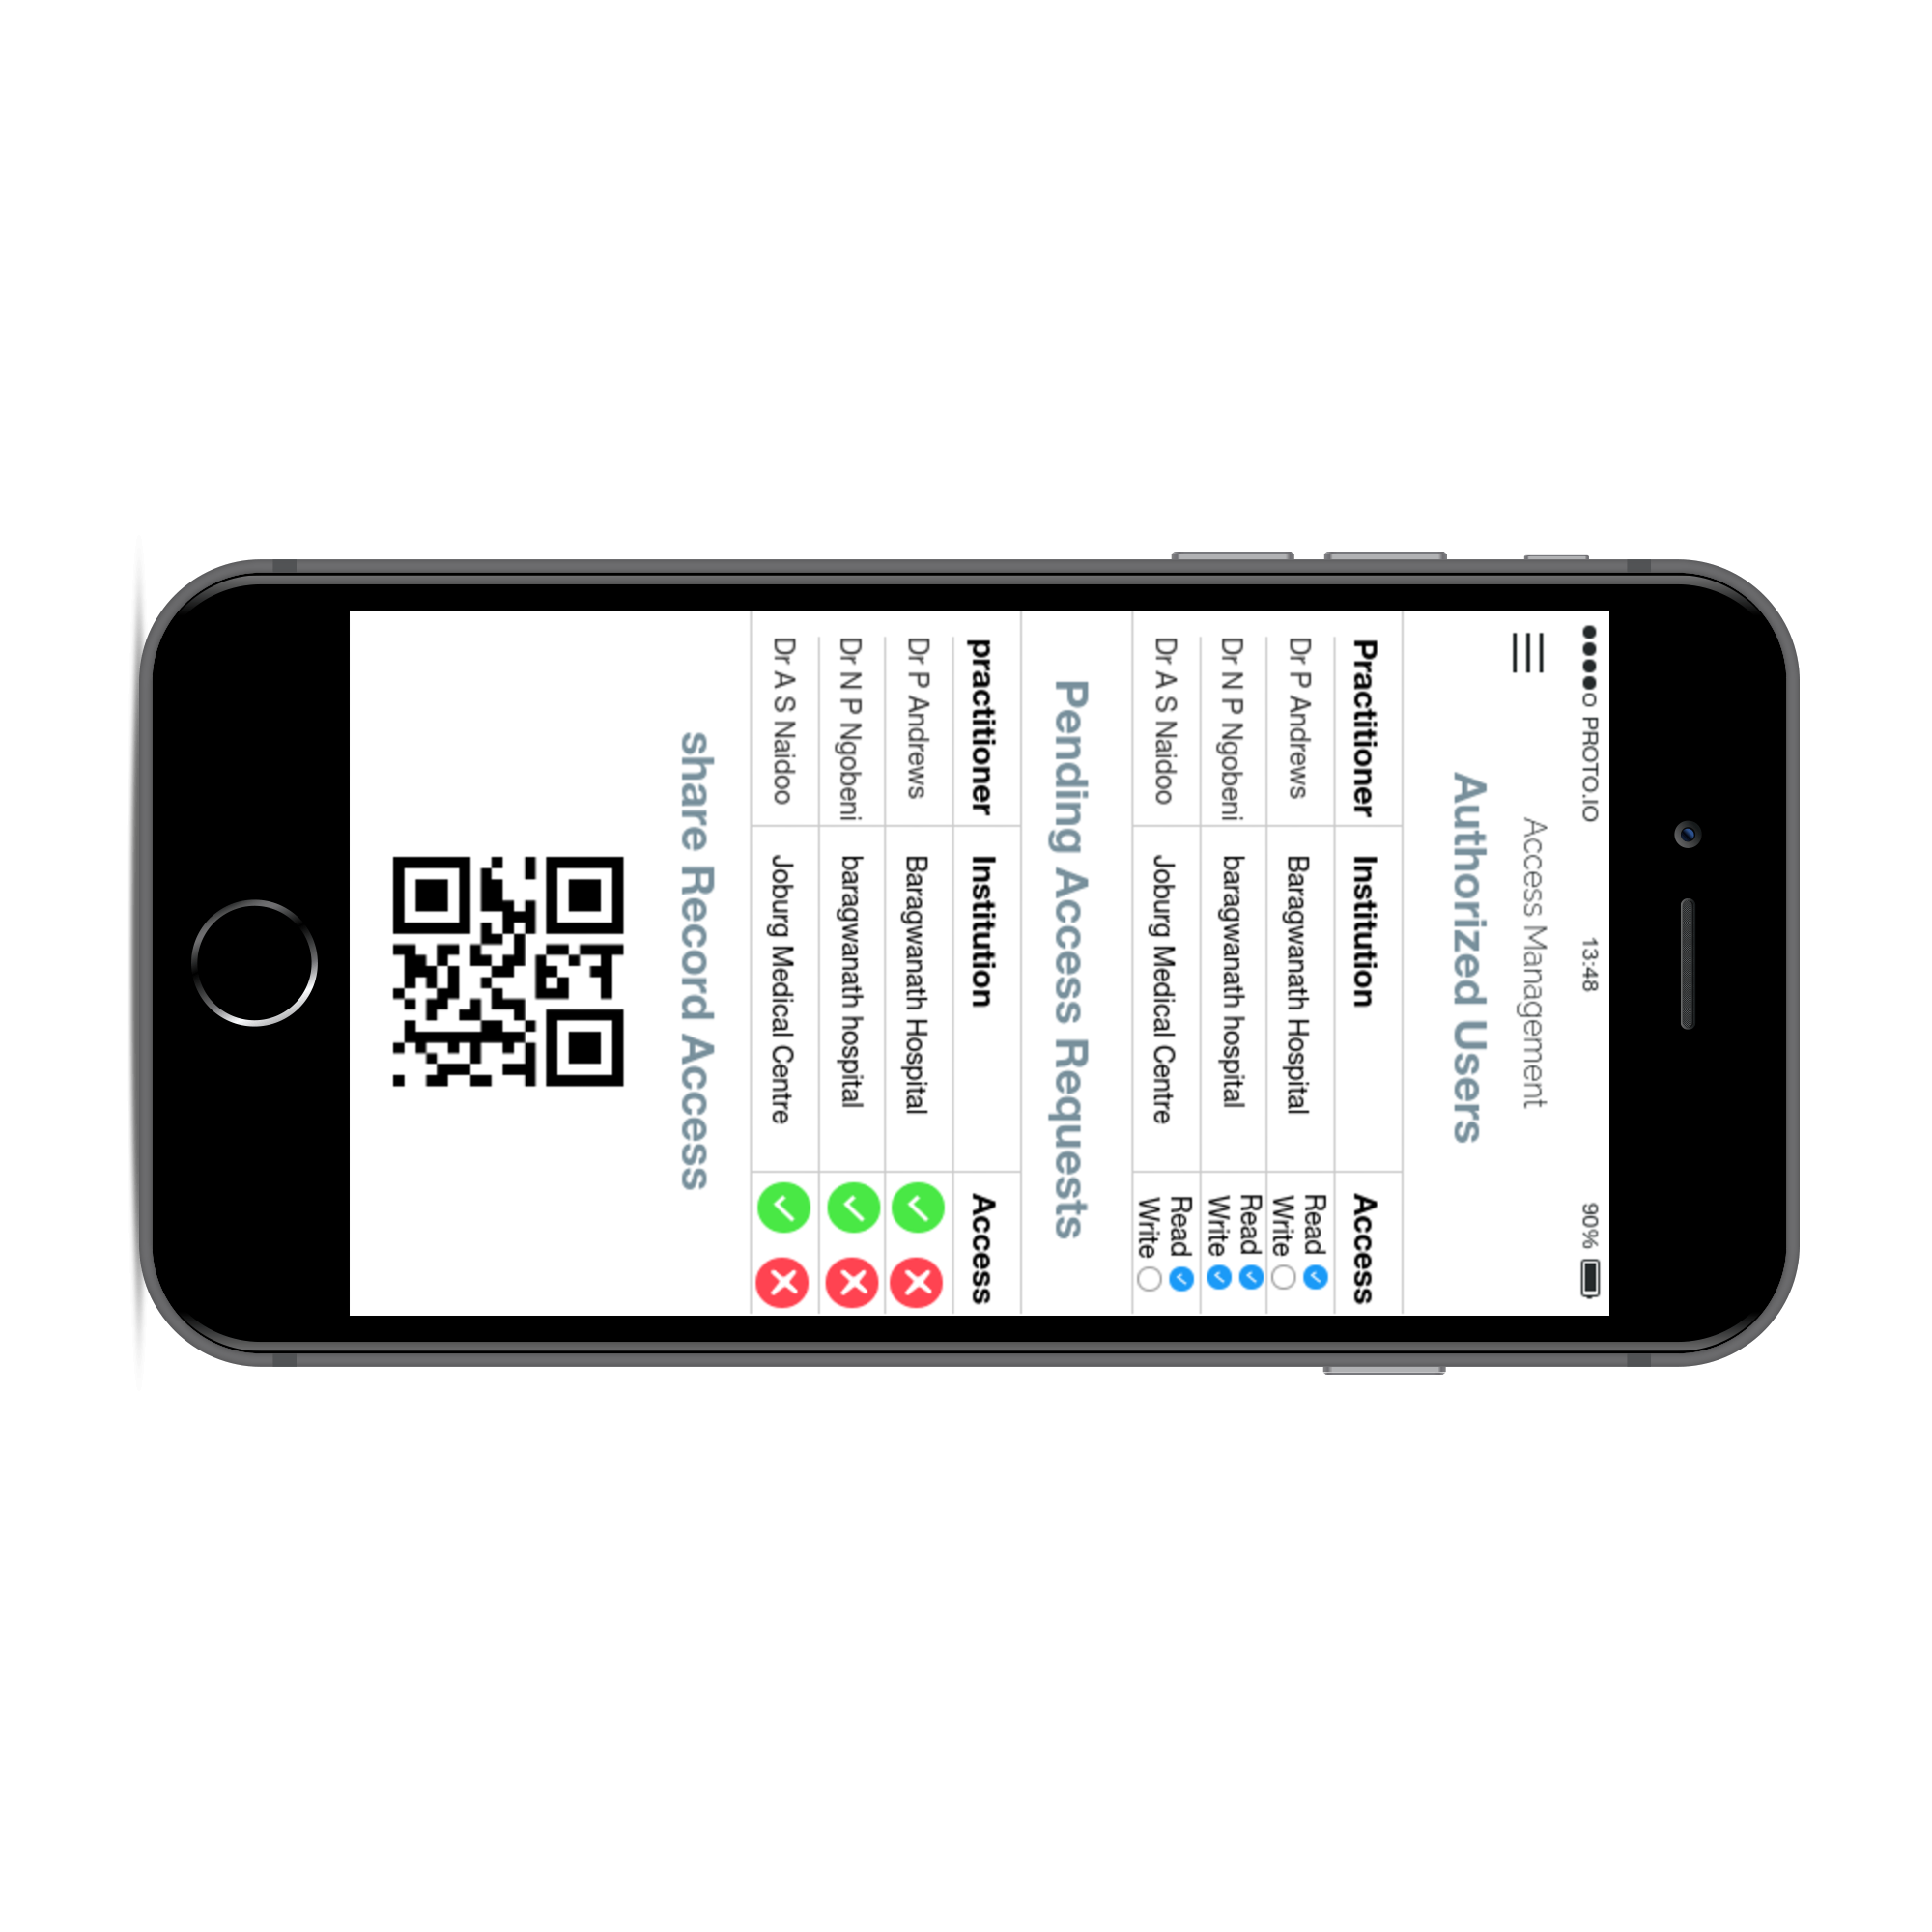 PROTO.IO 13:48 90%
Access Management
Authorized Users
Practitioner Institution Access
Dr P Andrews Baragwanath Hospital Read
Write
Dr N P Ngobeni baragwanath hospital Read
Write
Dr A S Naidoo Joburg Medical Centre Read
Write
Pending Access Requests
practitioner Institution Access
Dr P Andrews Baragwanath Hospital
Dr N P Ngobeni baragwanath hospital
Dr A S Naidoo Joburg Medical Centre
share Record Access